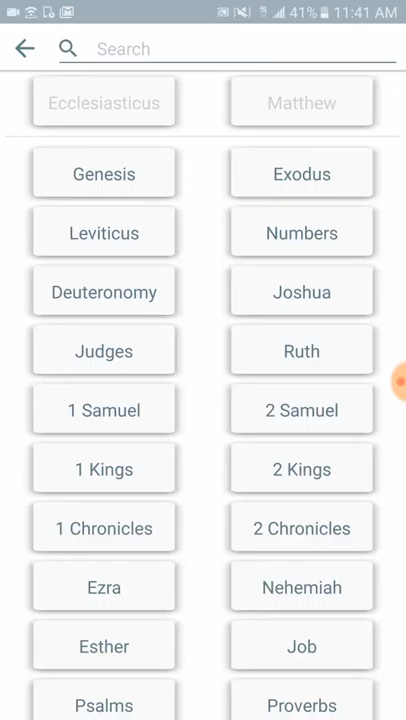 41% 11:41 AM
Search
Ecclesiasticus Matthew
Genesis Exodus
Leviticus Numbers
Deuteronomy Joshua
Judges Ruth
1 Samuel 2 Samuel
1 Kings 2 Kings
1 Chronicles 2 Chronicles
Ezra Nehemiah
Esther Job
Psalms Proverbs